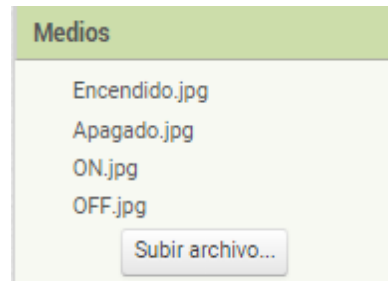 Medios
Encendido.jpg
Apagado.jpg
ON.jpg
OFF.jpg
Subir archivo...